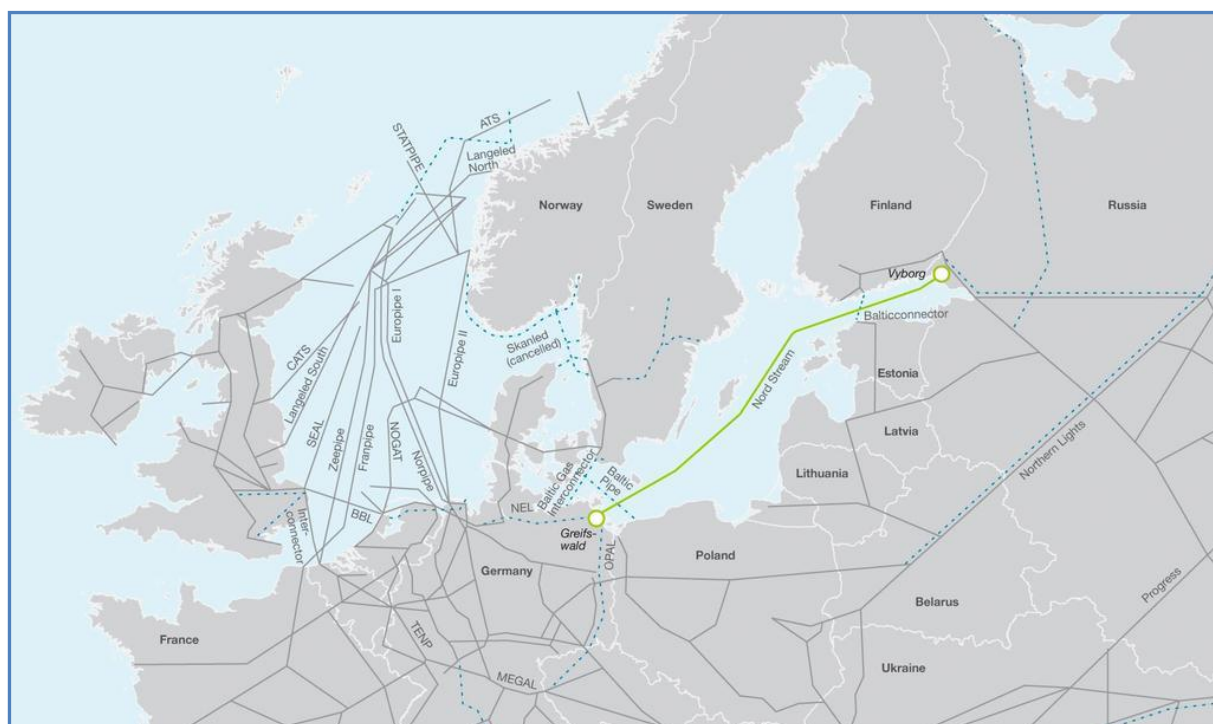 ATS
STATPIPE
Langeled
North
Norway
Sweden
Finland
Russia
Vyborg
Balticconnector
Europipe I
Europipe II
Skanled
(cancelled)
CATS
Langeled South
Nord Stream
Estonia
SEAL
Zeepipe
Franpipe
NOGAT
Norpipe
Latvia
Northern Lights
Lithuania
Baltic Gas
Interconnector
Baltic
Pipe
Inter-
connector
BBL
NEL
Greifs-
wald
OPAL
Poland
Germany
Belarus
Progress
France
TENP
MEGAL
Ukraine